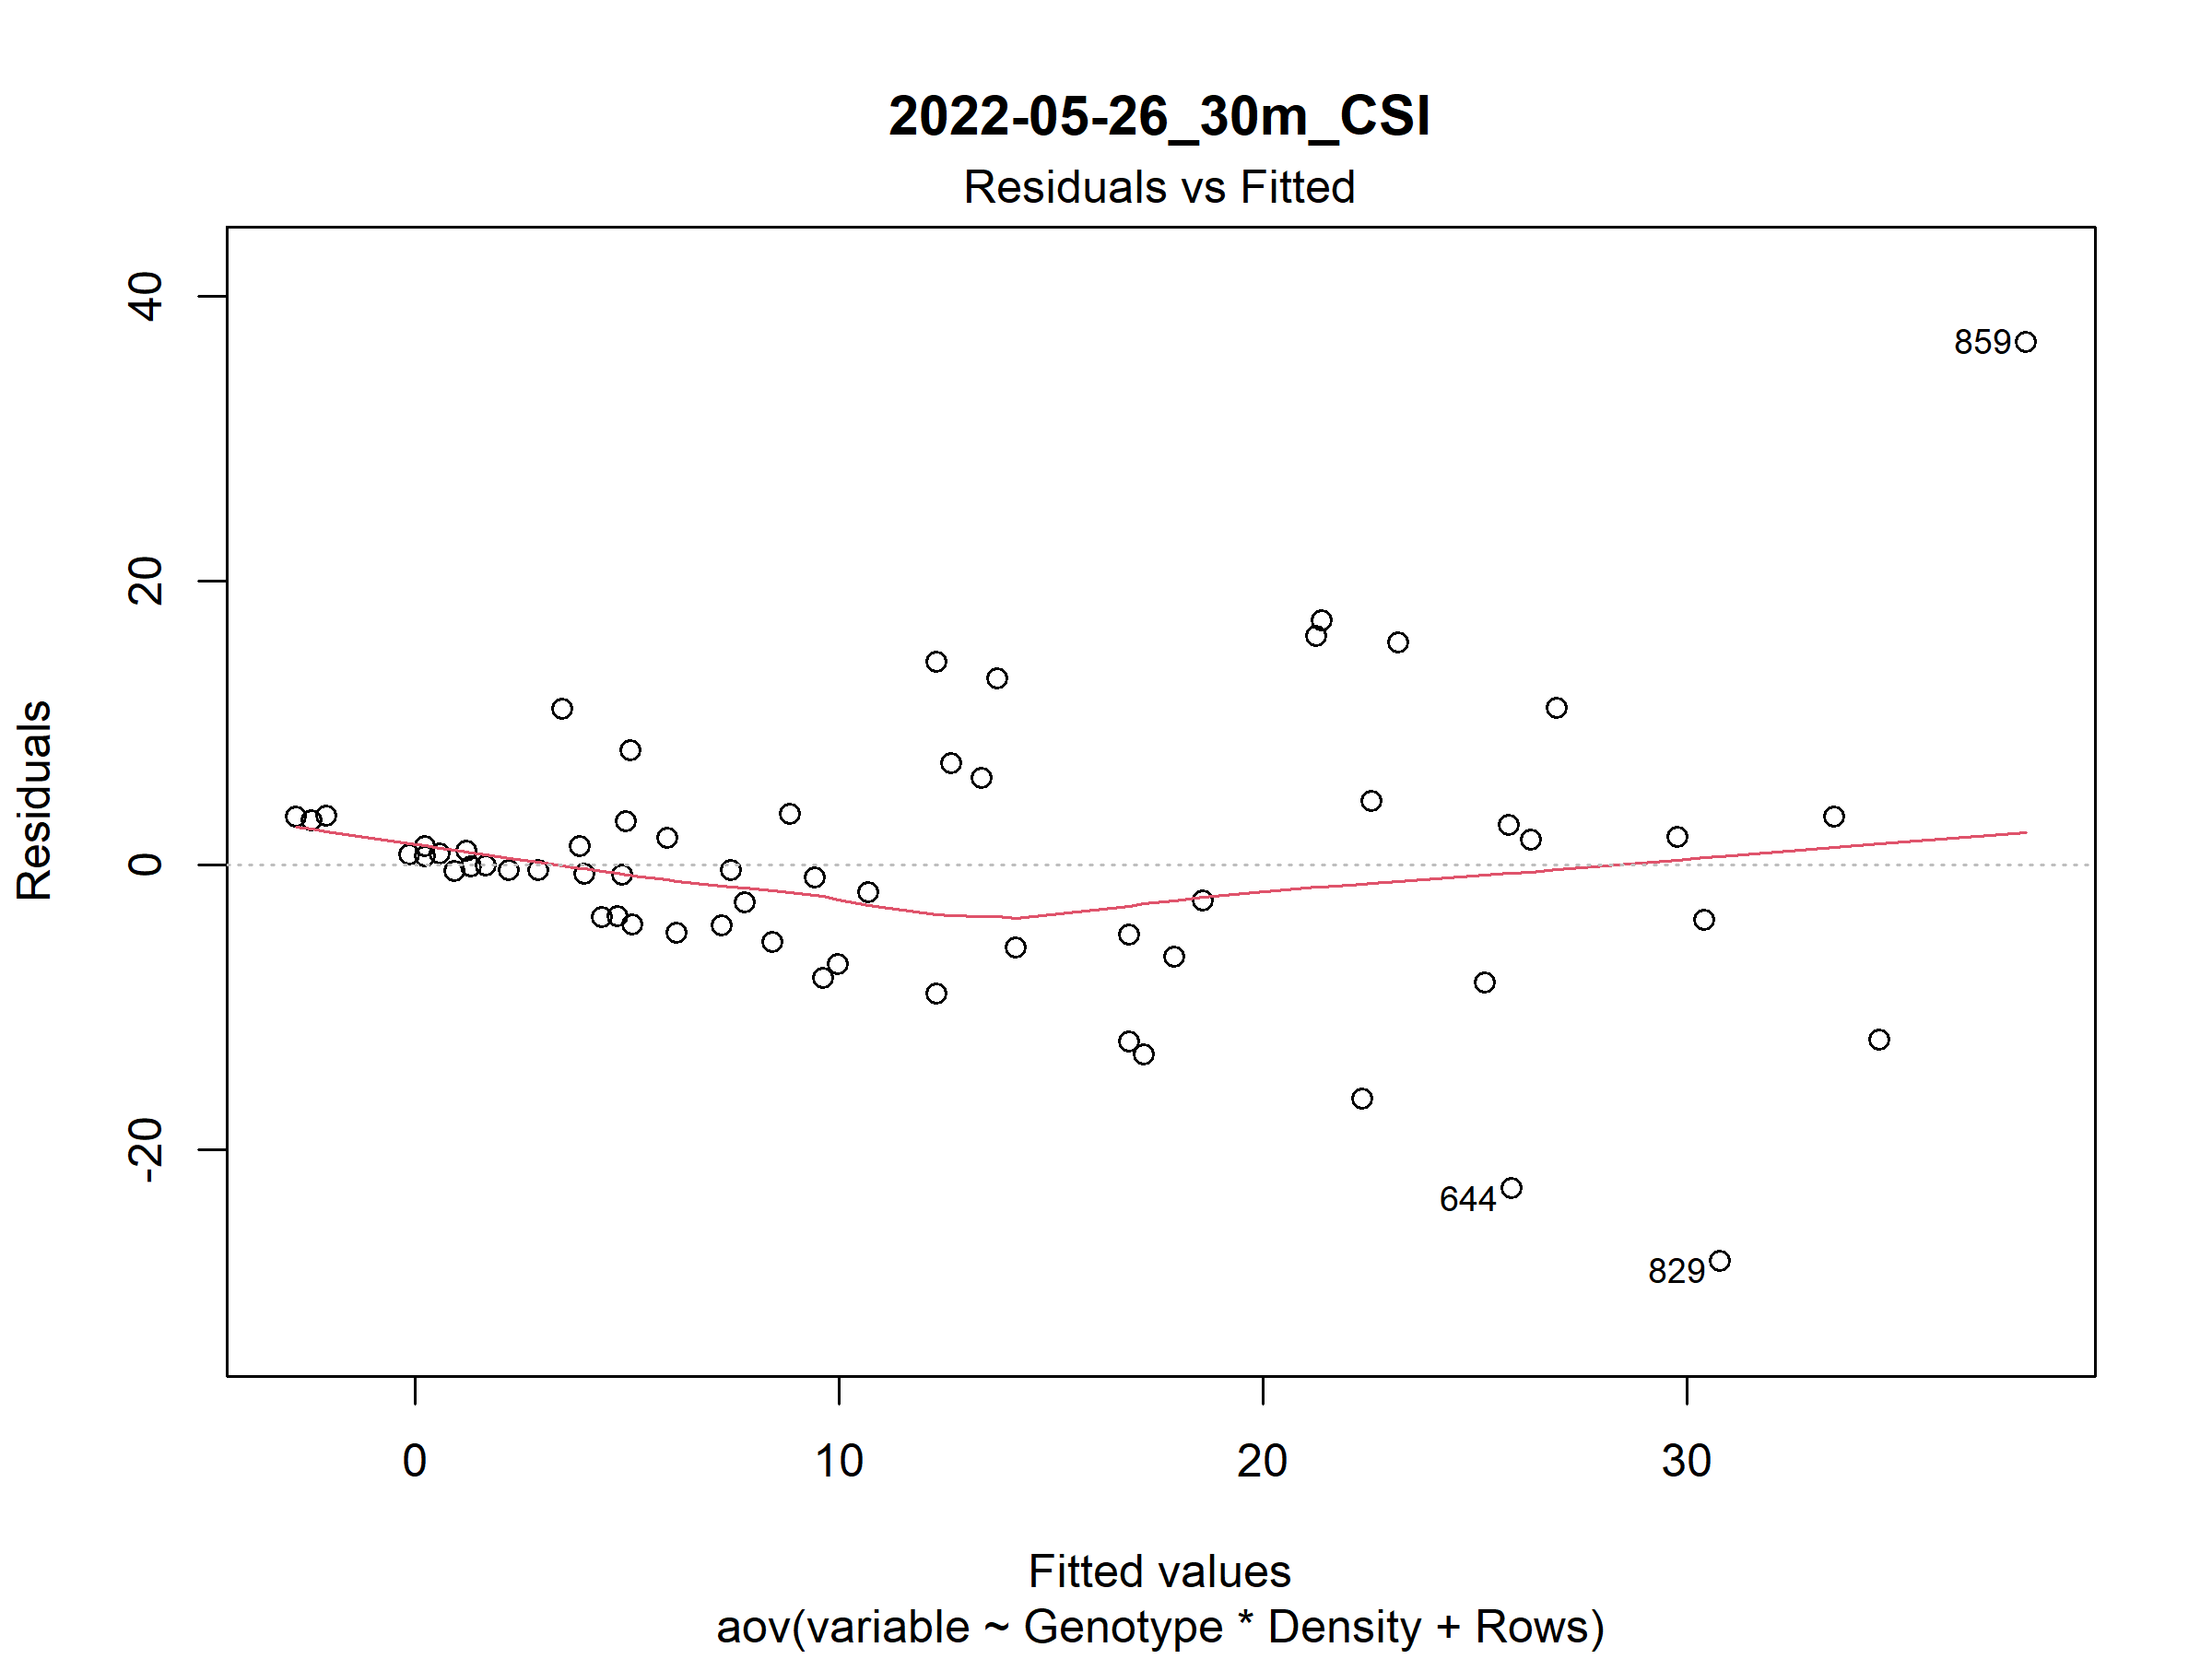 2022-05-26_30m_CSI
Residuals vs Fitted
Residuals
40
20
0
-20
859
644
829
0 10 20 30
Fitted values
aov(variable ~ Genotype * Density + Rows)